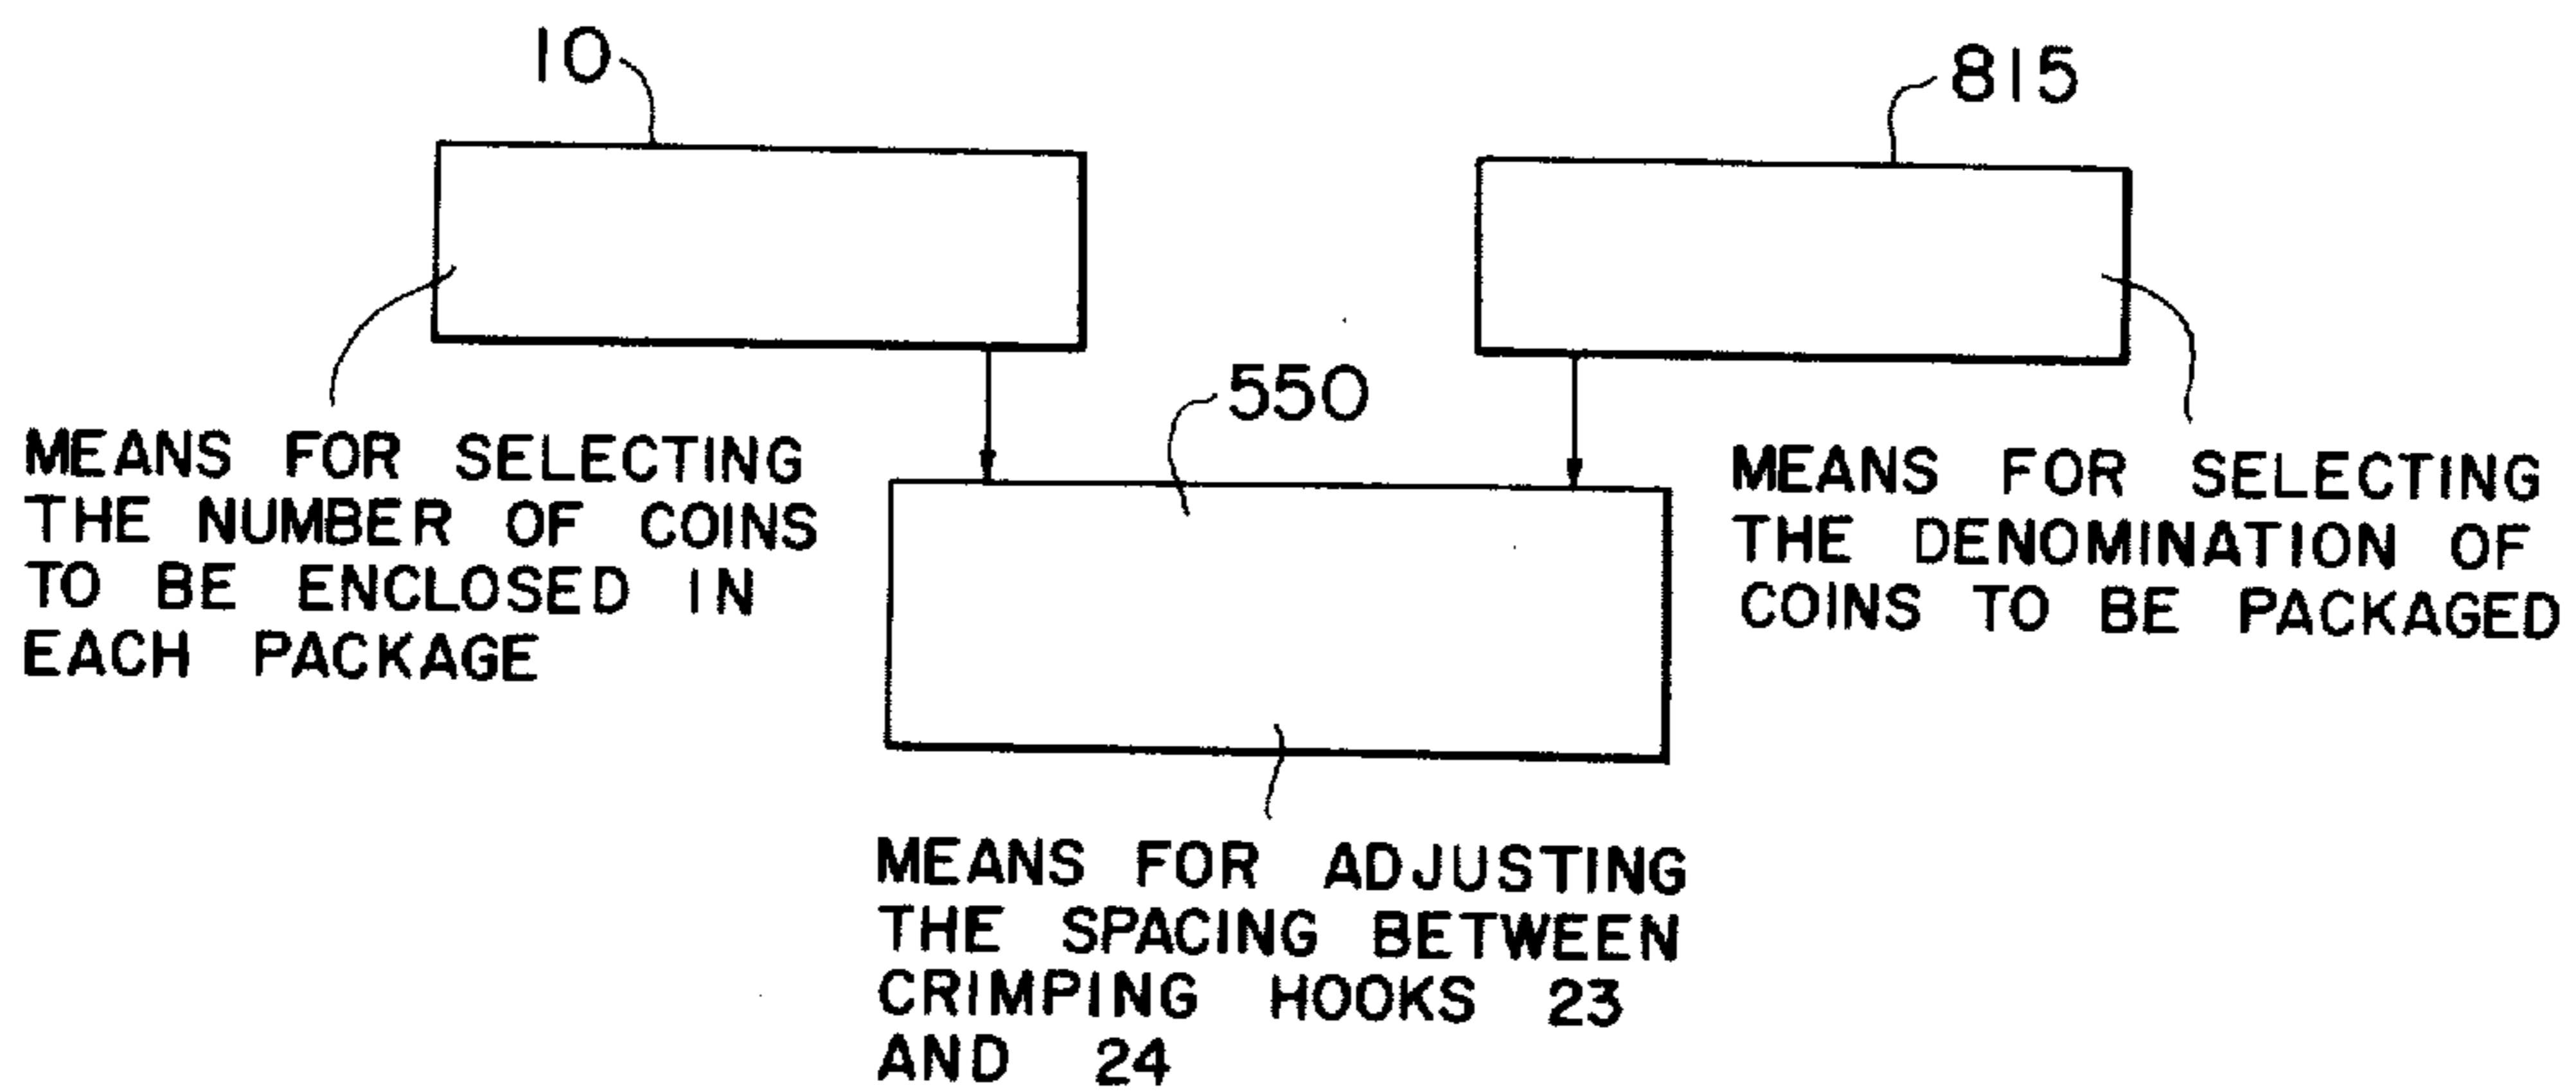 10
815
550
MEANS FOR SELECTING
THE NUMBER OF COINS
TO BE ENCLOSED IN
EACH PACKAGE
MEANS FOR SELECTING
THE DENOMINATION OF
COINS TO BE PACKAGED
MEANS FOR ADJUSTING
THE SPACING BETWEEN
CRIMPING HOOKS 23
AND 24